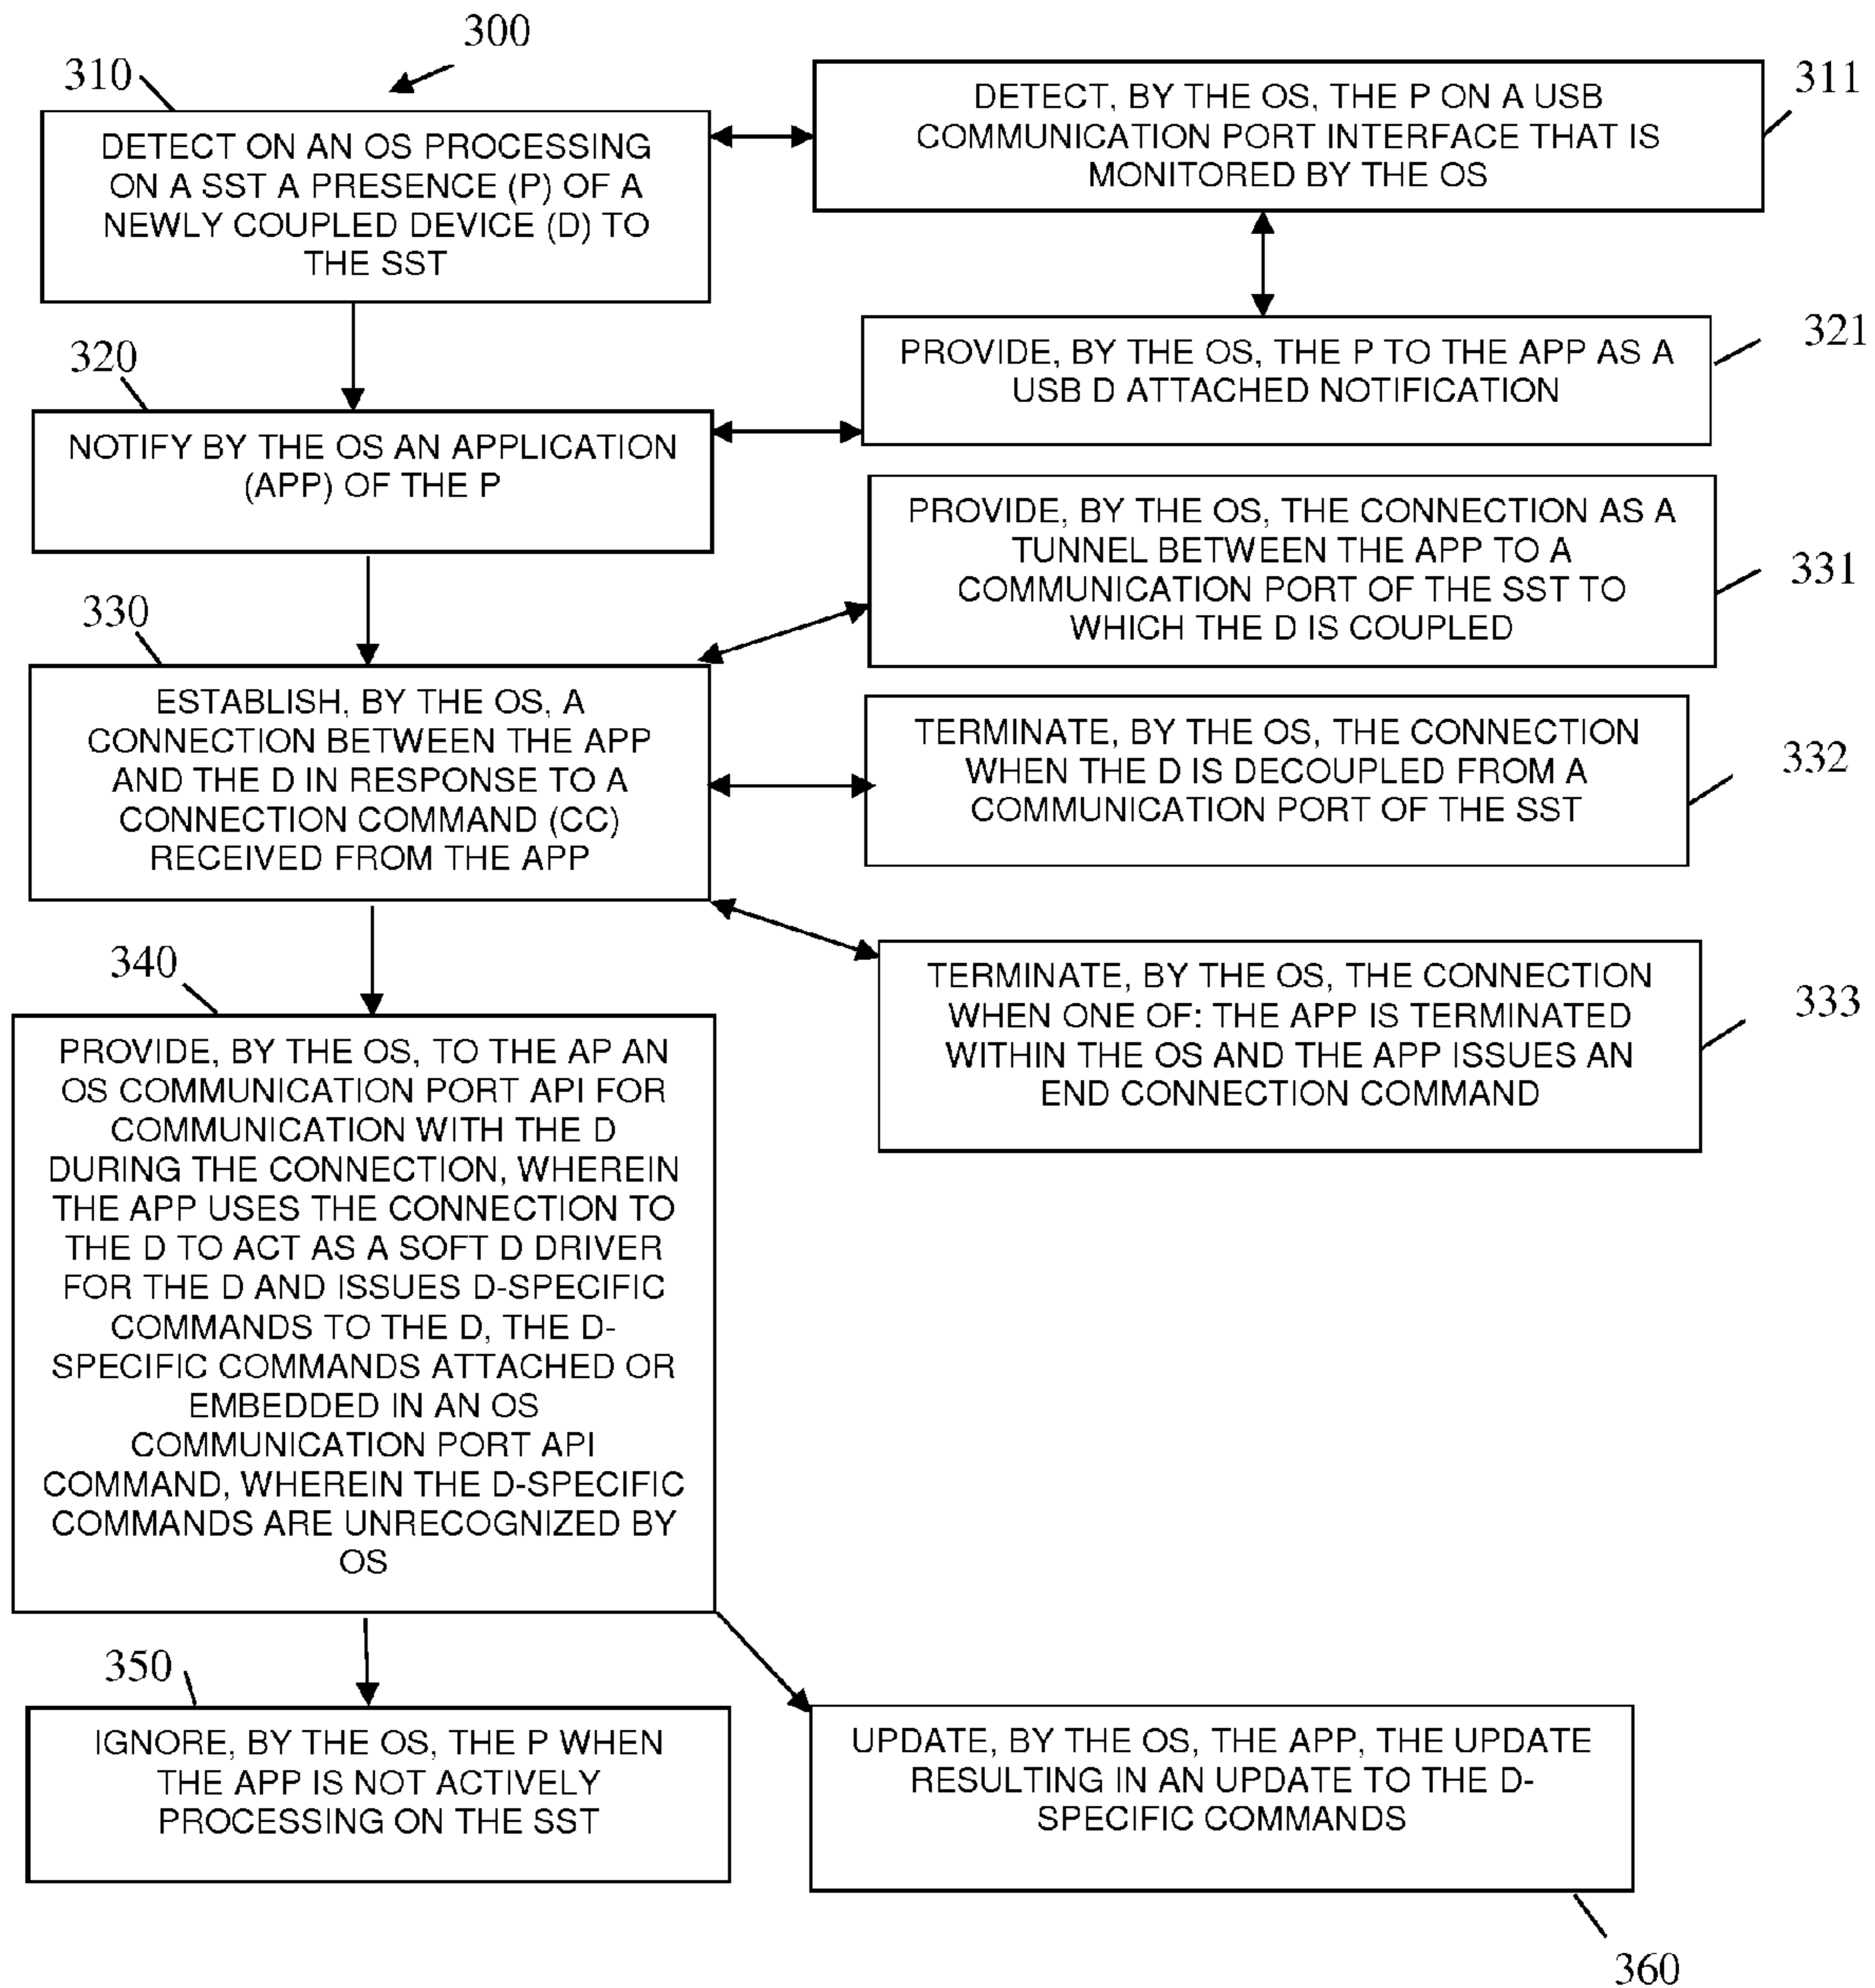 300
310
DETECT ON AN OS PROCESSING
ON A SST A PRESENCE (P) OF A
NEWLY COUPLED DEVICE (D) TO
THE SST
311
DETECT, BY THE OS, THE P ON A USB
COMMUNICATION PORT INTERFACE THAT IS
MONITORED BY THE OS
320
NOTIFY BY THE OS AN APPLICATION
(APP) OF THE P
321
PROVIDE, BY THE OS, THE P TO THE APP AS A
USB D ATTACHED NOTIFICATION
330
ESTABLISH, BY THE OS, A
CONNECTION BETWEEN THE APP
AND THE D IN RESPONSE TO A
CONNECTION COMMAND (CC)
RECEIVED FROM THE APP
331
PROVIDE, BY THE OS, THE CONNECTION AS A
TUNNEL BETWEEN THE APP TO A
COMMUNICATION PORT OF THE SST TO
WHICH THE D IS COUPLED
332
TERMINATE, BY THE OS, THE CONNECTION
WHEN THE D IS DECOUPLED FROM A
COMMUNICATION PORT OF THE SST
333
TERMINATE, BY THE OS, THE CONNECTION
WHEN ONE OF: THE APP IS TERMINATED
WITHIN THE OS AND THE APP ISSUES AN
END CONNECTION COMMAND
340
PROVIDE, BY THE OS, TO THE AP AN
OS COMMUNICATION PORT API FOR
COMMUNICATION WITH THE D
DURING THE CONNECTION, WHEREIN
THE APP USES THE CONNECTION TO
THE D TO ACT AS A SOFT D DRIVER
FOR THE D AND ISSUES D-SPECIFIC
COMMANDS TO THE D, THE D-
SPECIFIC COMMANDS ATTACHED OR
EMBEDDED IN AN OS
COMMUNICATION PORT API
COMMAND, WHEREIN THE D-SPECIFIC
COMMANDS ARE UNRECOGNIZED BY
OS
350
IGNORE, BY THE OS, THE P WHEN
THE APP IS NOT ACTIVELY
PROCESSING ON THE SST
UPDATE, BY THE OS, THE APP, THE UPDATE
RESULTING IN AN UPDATE TO THE D-
SPECIFIC COMMANDS
360